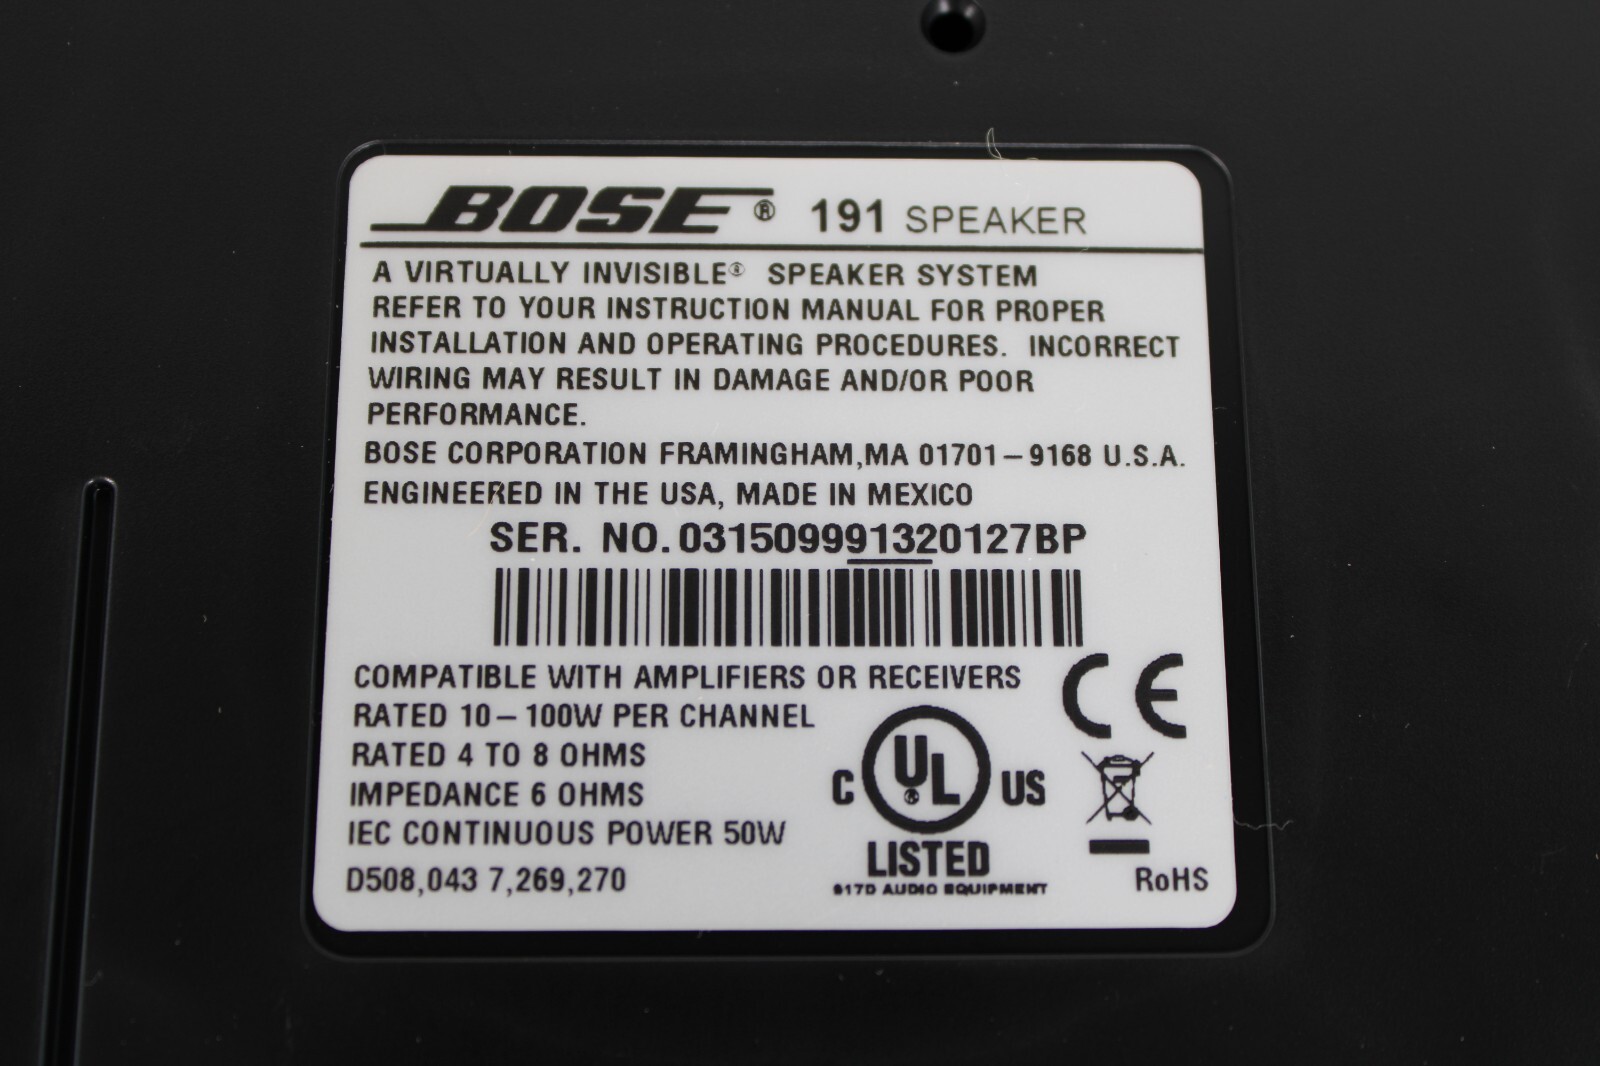 BOSE® 191 SPEAKER
A VIRTUALLY INVISIBLE® SPEAKER SYSTEM
REFER TO YOUR INSTRUCTION MANUAL FOR PROPER
INSTALLATION AND OPERATING PROCEDURES. INCORRECT
WIRING MAY RESULT IN DAMAGE AND/OR POOR
PERFORMANCE.
BOSE CORPORATION FRAMINGHAM,MA 01701–9168 U.S.A.
ENGINEERED IN THE USA, MADE IN MEXICO
SER. NO. 031509991320127BP
COMPATIBLE WITH AMPLIFIERS OR RECEIVERS
RATED 10–100W PER CHANNEL
RATED 4 TO 8 OHMS
IMPEDANCE 6 OHMS
IEC CONTINUOUS POWER 50W
D508,043 7,269,270
CE
C UL® US
LISTED
917D AUDIO EQUIPMENT
RoHS